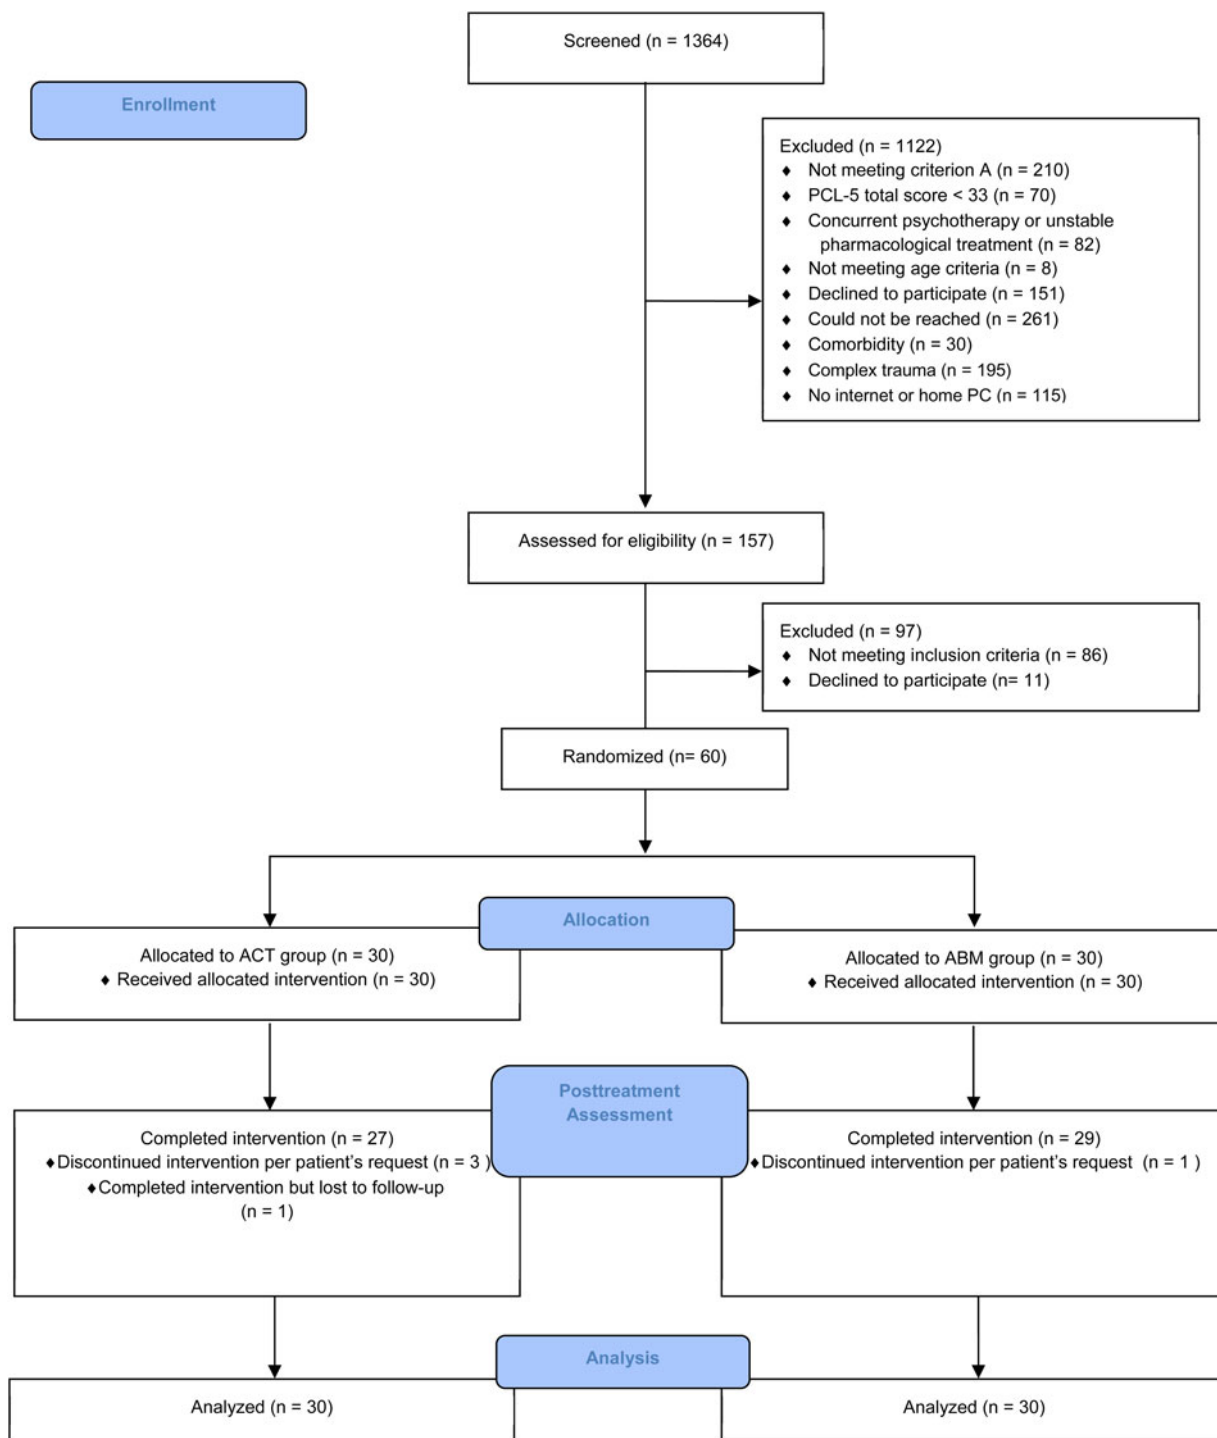 Screened (n = 1364)
Enrollment
Excluded (n = 1122)
♦ Not meeting criterion A (n = 210)
♦ PCL-5 total score < 33 (n = 70)
♦ Concurrent psychotherapy or unstable
pharmacological treatment (n = 82)
♦ Not meeting age criteria (n = 8)
♦ Declined to participate (n = 151)
♦ Could not be reached (n = 261)
♦ Comorbidity (n = 30)
♦ Complex trauma (n = 195)
♦ No internet or home PC (n = 115)
Assessed for eligibility (n = 157)
Excluded (n = 97)
♦ Not meeting inclusion criteria (n = 86)
♦ Declined to participate (n= 11)
Randomized (n= 60)
Allocation
Allocated to ACT group (n = 30)
♦ Received allocated intervention (n = 30)
Allocated to ABM group (n = 30)
♦ Received allocated intervention (n = 30)
Posttreatment
Assessment
Completed intervention (n = 27)
♦Discontinued intervention per patient's request (n = 3 )
♦Completed intervention but lost to follow-up
(n = 1)
Completed intervention (n = 29)
♦Discontinued intervention per patient's request (n = 1 )
Analysis
Analyzed (n = 30)
Analyzed (n = 30)